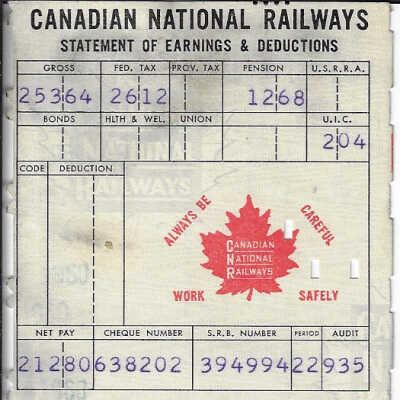 CANADIAN NATIONAL RAILWAYS
STATEMENT OF EARNINGS & DEDUCTIONS
GROSS FED. TAX PROV. TAX PENSION U.S.R.R.A.
25364 2612 1268
BONDS HLTH & WEL. UNION U.I.C.
204
CODE DEDUCTION
ALWAYS BE CAREFUL
CANADIAN
NATIONAL
RAILWAYS
WORK SAFELY
NET PAY CHEQUE NUMBER S.R.B. NUMBER PERIOD AUDIT
21280 638202 394994 22 935